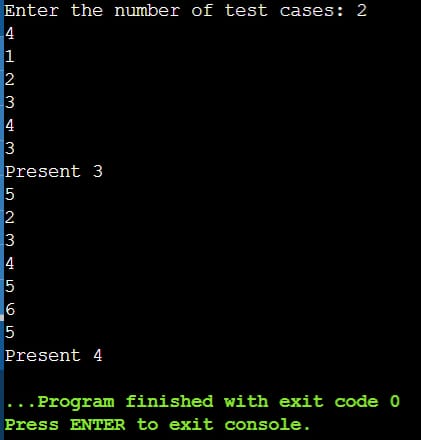 Enter the number of test cases: 2
4
1
2
3
4
3
Present 3
5
2
3
4
5
6
5
Present 4
...Program finished with exit code 0
Press ENTER to exit console.